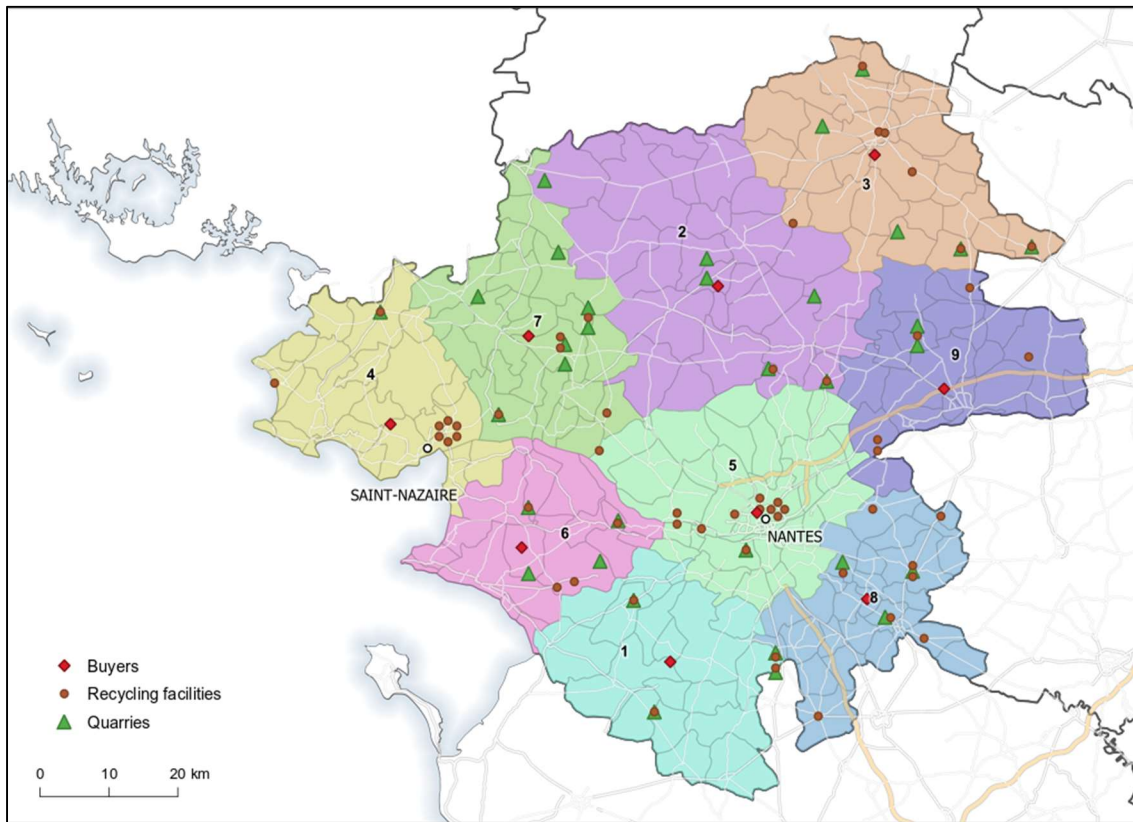 3
2
7
9
4
5
SAINT-NAZAIRE
NANTES
6
8
1
Buyers
Recycling facilities
Quarries
0 10 20 km